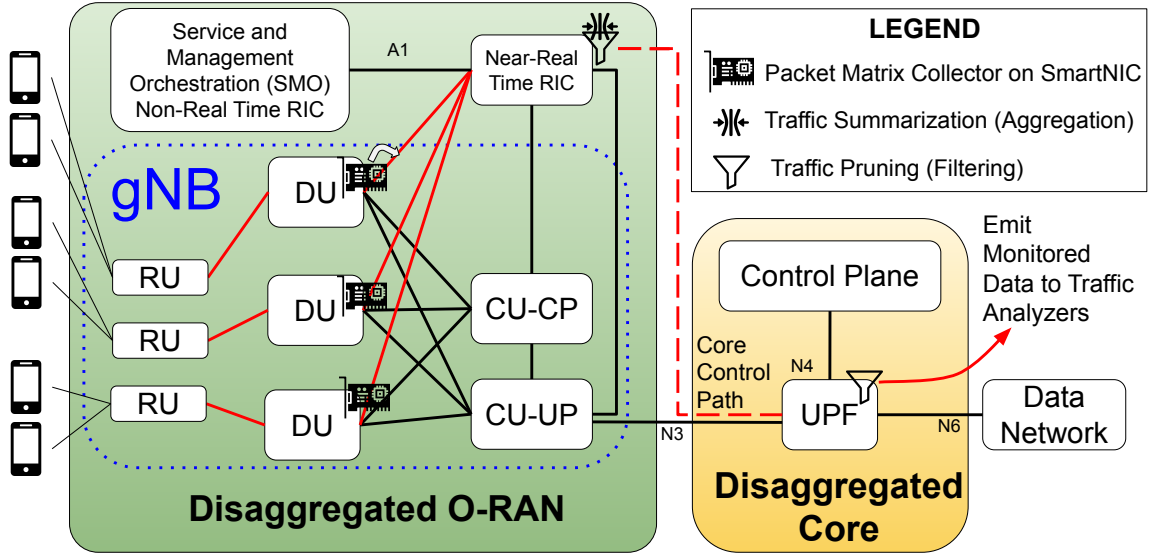 Service and
Management
Orchestration (SMO)
Non-Real Time RIC
A1
Near-Real
Time RIC
LEGEND
Packet Matrix Collector on SmartNIC
Traffic Summarization (Aggregation)
Traffic Pruning (Filtering)
gNB
DU
RU
DU
RU
DU
RU
CU-CP
CU-UP
Disaggregated O-RAN
N3
Core
Control
Path
Control Plane
N4
UPF
N6
Data
Network
Emit
Monitored
Data to Traffic
Analyzers
Disaggregated
Core